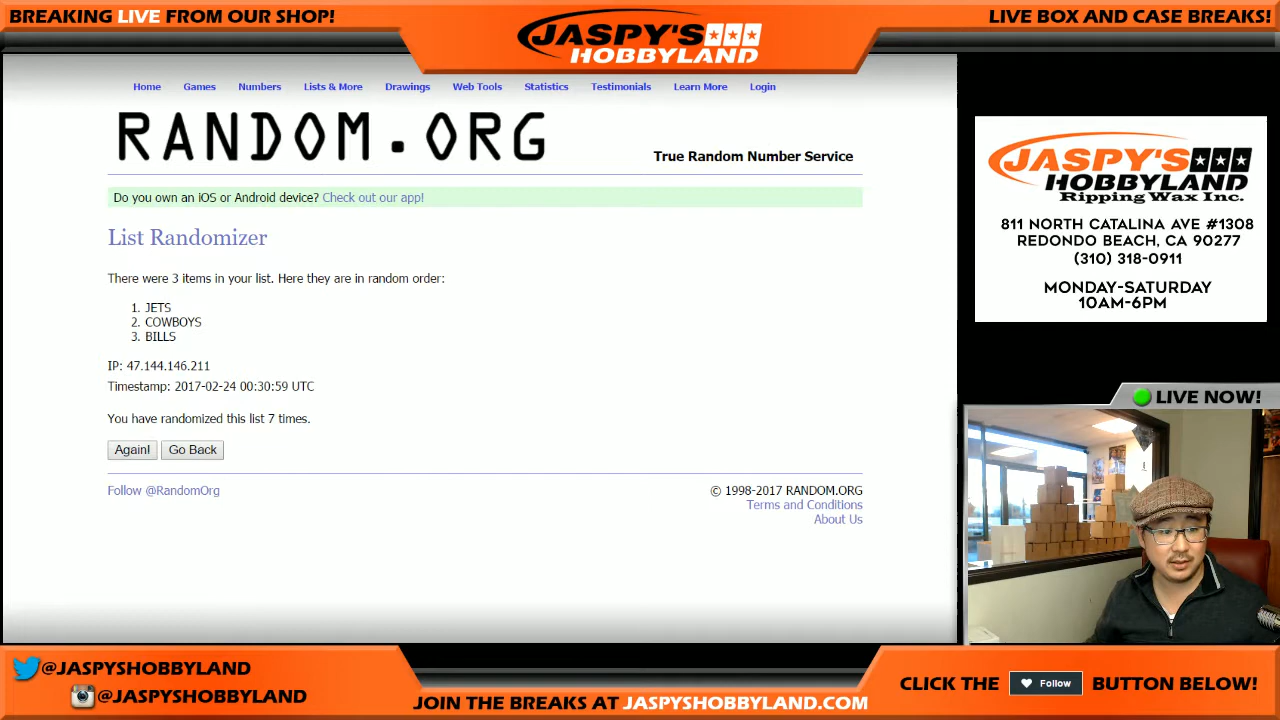 BREAKING LIVE FROM OUR SHOP!
JASPY'S
HOBBYLAND
LIVE BOX AND CASE BREAKS!
Home Games Numbers Lists & More Drawings Web Tools Statistics Testimonials Learn More Login
RANDOM.ORG
True Random Number Service
Do you own an iOS or Android device? Check out our app!
List Randomizer
There were 3 items in your list. Here they are in random order:
1. JETS
2. COWBOYS
3. BILLS
IP: 47.144.146.211
Timestamp: 2017-02-24 00:30:59 UTC
You have randomized this list 7 times.
Again! Go Back
Follow @RandomOrg
© 1998-2017 RANDOM.ORG
Terms and Conditions
About Us
JASPY'S
HOBBYLAND
Ripping Wax Inc.
811 NORTH CATALINA AVE #1308
REDONDO BEACH, CA 90277
(310) 318-0911
MONDAY-SATURDAY
10AM-6PM
LIVE NOW!
@JASPYSHOBBYLAND
@JASPYSHOBBYLAND
JOIN THE BREAKS AT JASPYSHOBBYLAND.COM
CLICK THE Follow BUTTON BELOW!